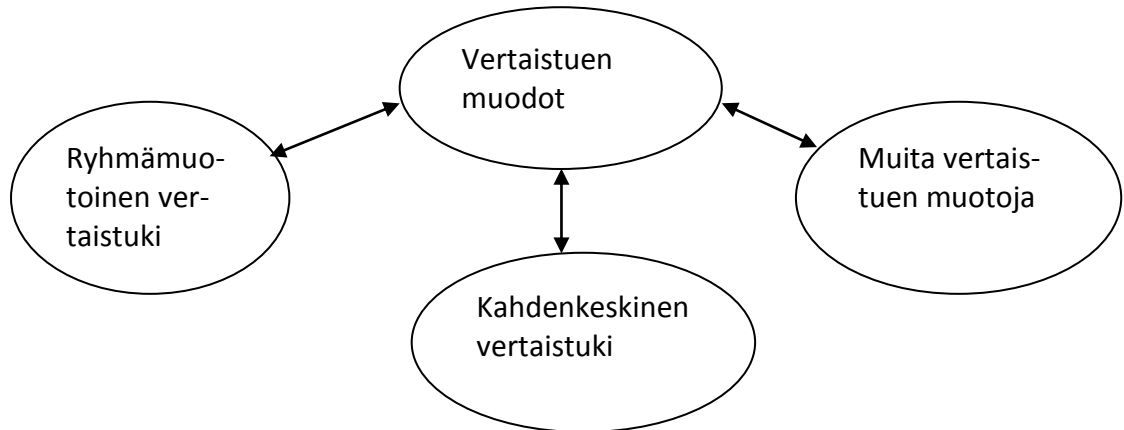 Vertaistuen
muodot
Ryhmämuo-
toinen ver-
taistuki
Muita vertais-
tuen muotoja
Kahdenkeskinen
vertaistuki